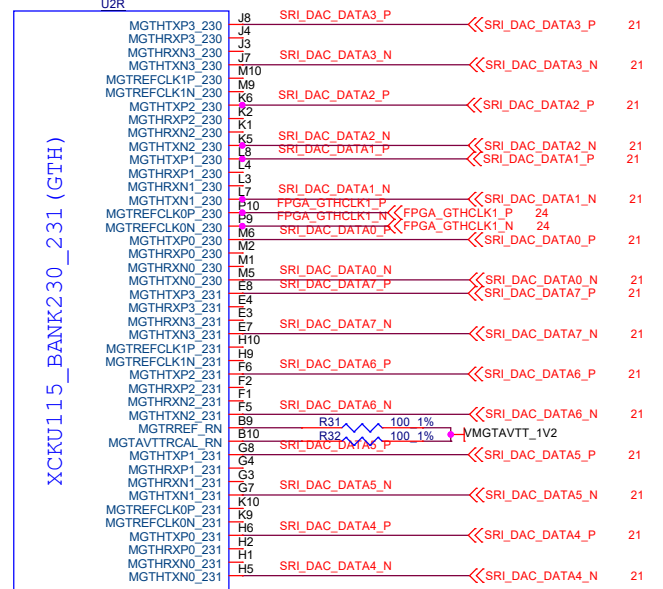 U2R
XCKU115_BANK230_231(GTH)
MGTHTXP3_230 J8 SRI_DAC_DATA3_P SRI_DAC_DATA3_P 21
MGTHRXP3_230 J4
MGTHRXN3_230 J3
MGTHTXN3_230 J7 SRI_DAC_DATA3_N SRI_DAC_DATA3_N 21
MGTREFCLK1P_230 M10
MGTREFCLK1N_230 M9
MGTHTXP2_230 K6 SRI_DAC_DATA2_P SRI_DAC_DATA2_P 21
MGTHRXP2_230 K2
MGTHRXN2_230 K1
MGTHTXN2_230 K5 SRI_DAC_DATA2_N SRI_DAC_DATA2_N 21
MGTHTXP1_230 L8 SRI_DAC_DATA1_P SRI_DAC_DATA1_P 21
MGTHRXP1_230 L4
MGTHRXN1_230 L3
MGTHTXN1_230 L7 SRI_DAC_DATA1_N SRI_DAC_DATA1_N 21
MGTREFCLK0P_230 P10 FPGA_GTHCLK1_P FPGA_GTHCLK1_P 24
MGTREFCLK0N_230 P9 FPGA_GTHCLK1_N FPGA_GTHCLK1_N 24
MGTHTXP0_230 M6 SRI_DAC_DATA0_P SRI_DAC_DATA0_P 21
MGTHRXP0_230 M2
MGTHRXN0_230 M1
MGTHTXN0_230 M5 SRI_DAC_DATA0_N SRI_DAC_DATA0_N 21
MGTHTXP3_231 E8 SRI_DAC_DATA7_P SRI_DAC_DATA7_P 21
MGTHRXP3_231 E4
MGTHRXN3_231 E3
MGTHTXN3_231 E7 SRI_DAC_DATA7_N SRI_DAC_DATA7_N 21
MGTREFCLK1P_231 H10
MGTREFCLK1N_231 H9
MGTHTXP2_231 F6 SRI_DAC_DATA6_P SRI_DAC_DATA6_P 21
MGTHRXP2_231 F2
MGTHRXN2_231 F1
MGTHTXN2_231 F5 SRI_DAC_DATA6_N SRI_DAC_DATA6_N 21
MGTRREF_RN B9 R31 100_1%
MGTAVTTRCAL_RN B10 R32 100_1% VMGTAVTT_1V2
MGTHTXP1_231 G8 SRI_DAC_DATA5_P SRI_DAC_DATA5_P 21
MGTHRXP1_231 G4
MGTHRXN1_231 G3
MGTHTXN1_231 G7 SRI_DAC_DATA5_N SRI_DAC_DATA5_N 21
MGTREFCLK0P_231 K10
MGTREFCLK0N_231 K9
MGTHTXP0_231 H6 SRI_DAC_DATA4_P SRI_DAC_DATA4_P 21
MGTHRXP0_231 H2
MGTHRXN0_231 H1
MGTHTXN0_231 H5 SRI_DAC_DATA4_N SRI_DAC_DATA4_N 21